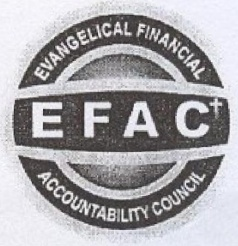 EVANGELICAL FINANCIAL
EFAC
ACCOUNTABILITY COUNCIL